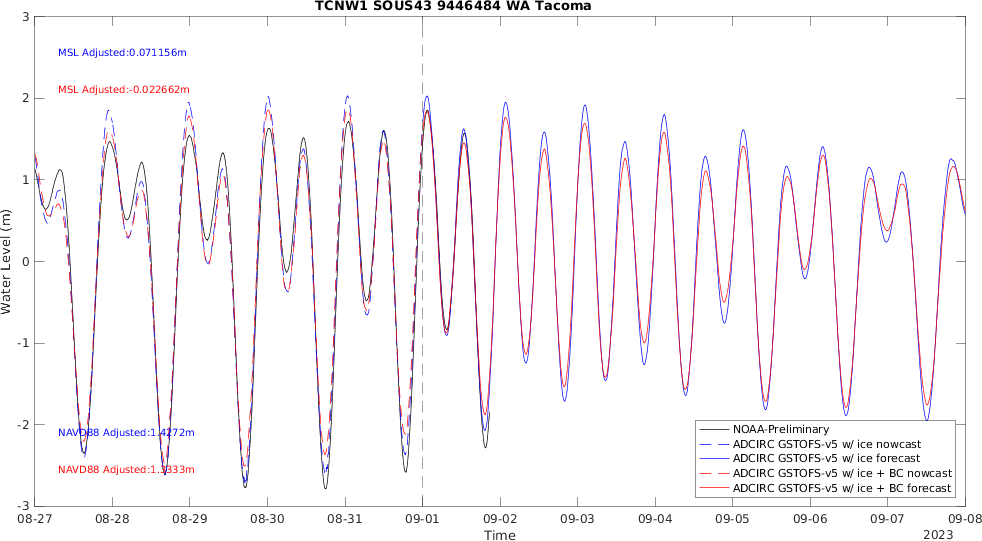 TCNW1 SOUS43 9446484 WA Tacoma
3
2
1
0
-1
-2
-3
Water Level (m)
MSL Adjusted:0.071156m
MSL Adjusted:-0.022662m
NAVD88 Adjusted:1.4272m
NAVD88 Adjusted:1.3333m
NOAA-Preliminary
ADCIRC GSTOFS-v5 w/ ice nowcast
ADCIRC GSTOFS-v5 w/ ice forecast
ADCIRC GSTOFS-v5 w/ ice + BC nowcast
ADCIRC GSTOFS-v5 w/ ice + BC forecast
08-27 08-28 08-29 08-30 08-31 09-01 09-02 09-03 09-04 09-05 09-06 09-07 09-08
Time
2023